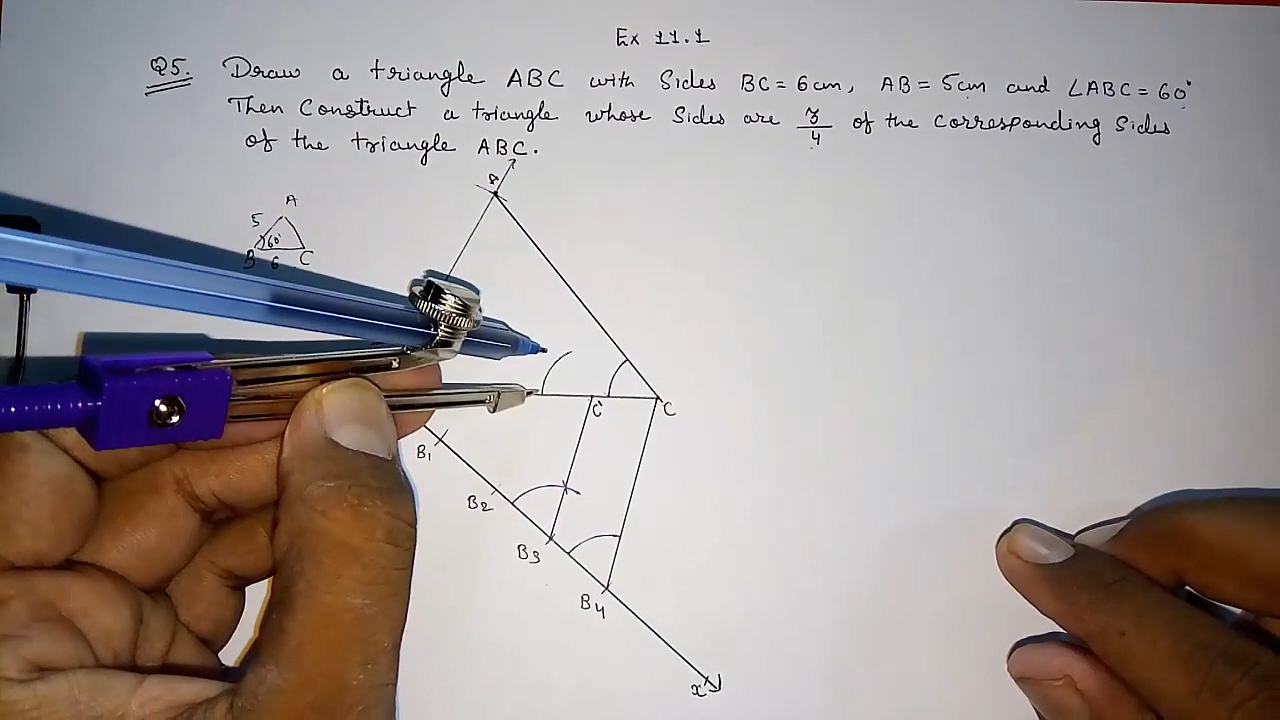 Ex 11.1
Q5. Draw a triangle ABC with Sides BC = 6cm, AB = 5cm and ∠ABC = 60°
Then Construct a triangle whose Sides are 3/4 of the corresponding Sides
of the triangle ABC.
A
A
5
60°
B 6 C
C' C
B1
B2
B3
B4
X